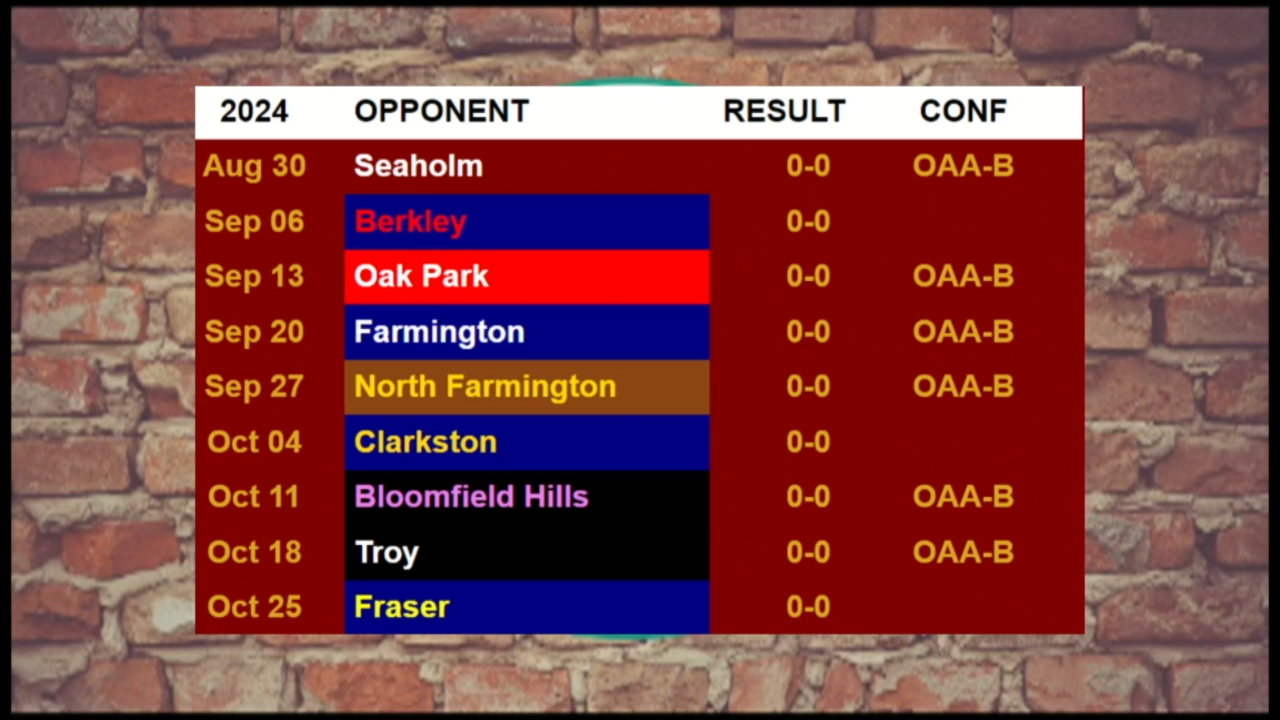 2024 OPPONENT RESULT CONF
Aug 30 Seaholm 0-0 OAA-B
Sep 06 Berkley 0-0
Sep 13 Oak Park 0-0 OAA-B
Sep 20 Farmington 0-0 OAA-B
Sep 27 North Farmington 0-0 OAA-B
Oct 04 Clarkston 0-0
Oct 11 Bloomfield Hills 0-0 OAA-B
Oct 18 Troy 0-0 OAA-B
Oct 25 Fraser 0-0